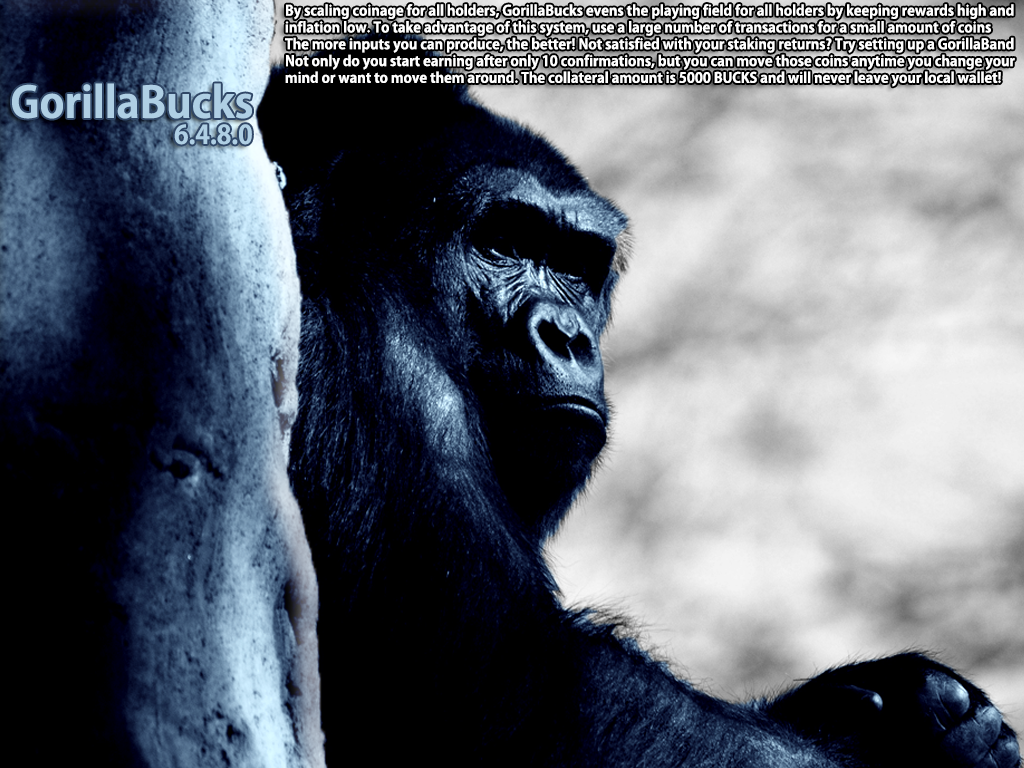 By scaling coinage for all holders, GorillaBucks evens the playing field for all holders by keeping rewards high and
inflation low. To take advantage of this system, use a large number of transactions for a small amount of coins
The more inputs you can produce, the better! Not satisfied with your staking returns? Try setting up a GorillaBand
Not only do you start earning after only 10 confirmations, but you can move those coins anytime you change your
mind or want to move them around. The collateral amount is 5000 BUCKS and will never leave your local wallet!
GorillaBucks
6.4.8.0